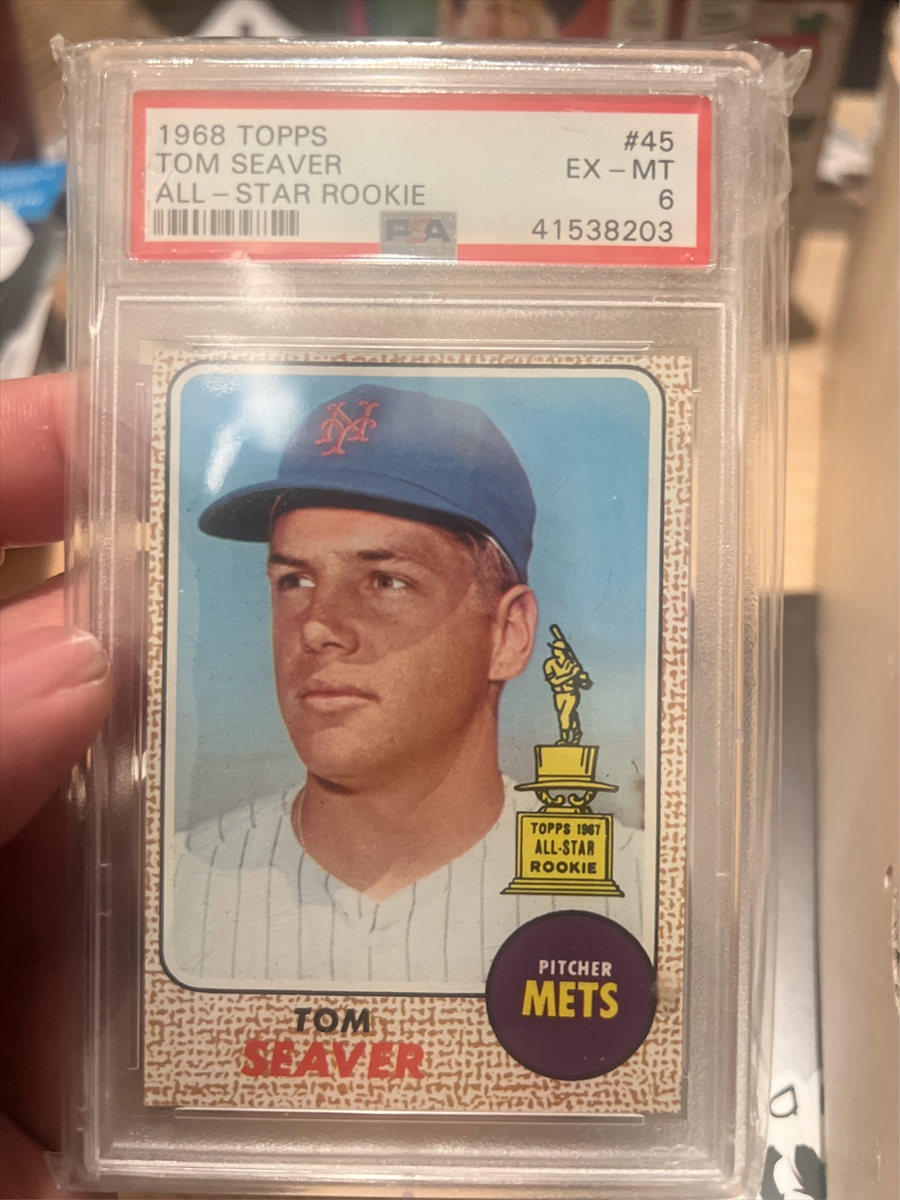 1968 TOPPS #45
TOM SEAVER EX - MT
ALL - STAR ROOKIE 6
PSA 41538203
NY
TOPPS 1967
ALL-STAR
ROOKIE
PITCHER
METS
TOM
SEAVER